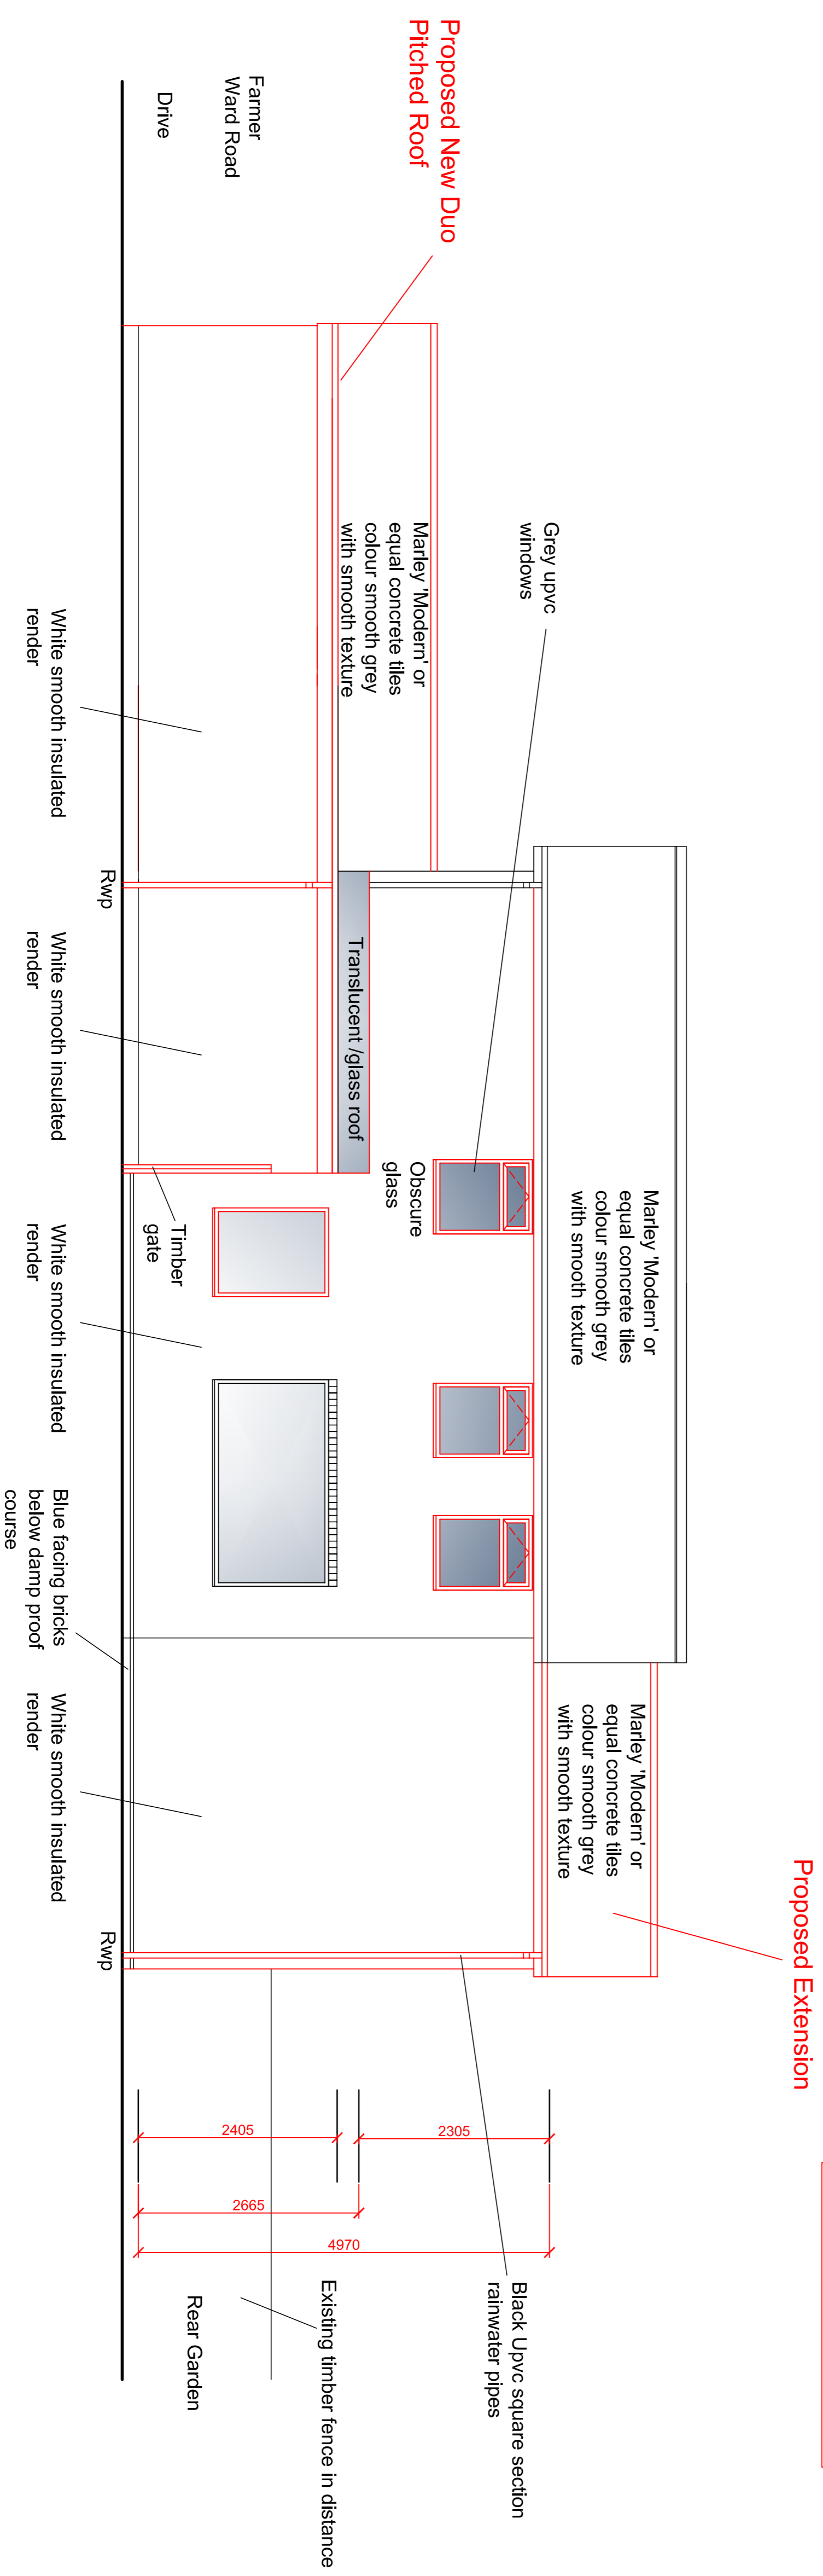 Proposed Extension
Marley 'Modern' or
equal concrete tiles
colour smooth grey
with smooth texture
Marley 'Modern' or
equal concrete tiles
colour smooth grey
with smooth texture
Grey upvc
windows
Proposed New Duo
Pitched Roof
Marley 'Modern' or
equal concrete tiles
colour smooth grey
with smooth texture
Obscure
glass
Translucent /glass roof
Black Upvc square section
rainwater pipes
2305
2405
2665
4970
Existing timber fence in distance
Rear Garden
Farmer
Ward Road
Drive
Timber
gate
Rwp
Rwp
White smooth insulated
render
White smooth insulated
render
White smooth insulated
render
Blue facing bricks
below damp proof
course
White smooth insulated
render